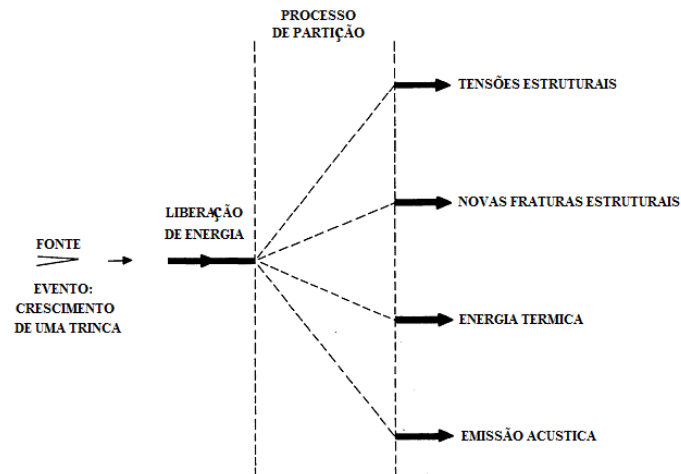 PROCESSO
DE PARTIÇÃO
TENSÕES ESTRUTURAIS
NOVAS FRATURAS ESTRUTURAIS
LIBERAÇÃO
DE ENERGIA
FONTE
EVENTO:
CRESCIMENTO
DE UMA TRINCA
ENERGIA TERMICA
EMISSÃO ACUSTICA